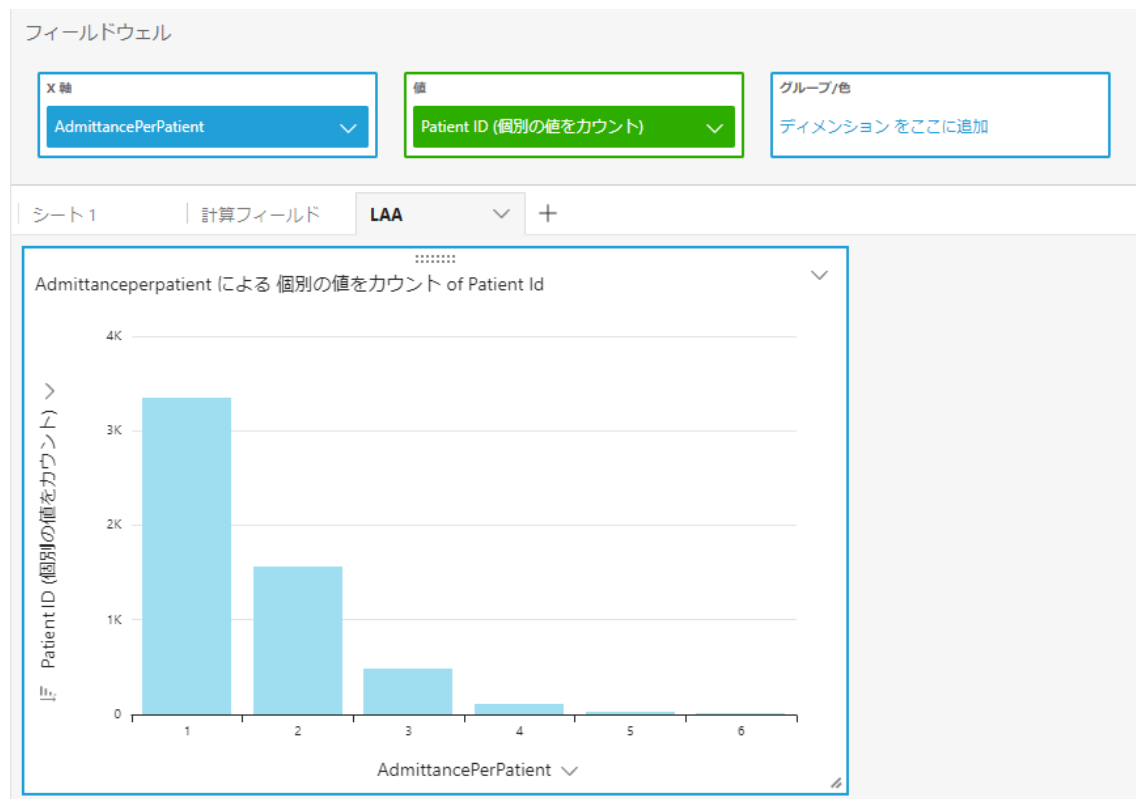 フィールドウェル
X 軸
AdmittancePerPatient
値
Patient ID (個別の値をカウント)
グループ/色
ディメンション をここに追加
シート 1
計算フィールド
LAA
Admittanceperpatient による 個別の値をカウント of Patient Id
Patient ID (個別の値をカウント)
4K
3K
2K
1K
0
1 2 3 4 5 6
AdmittancePerPatient